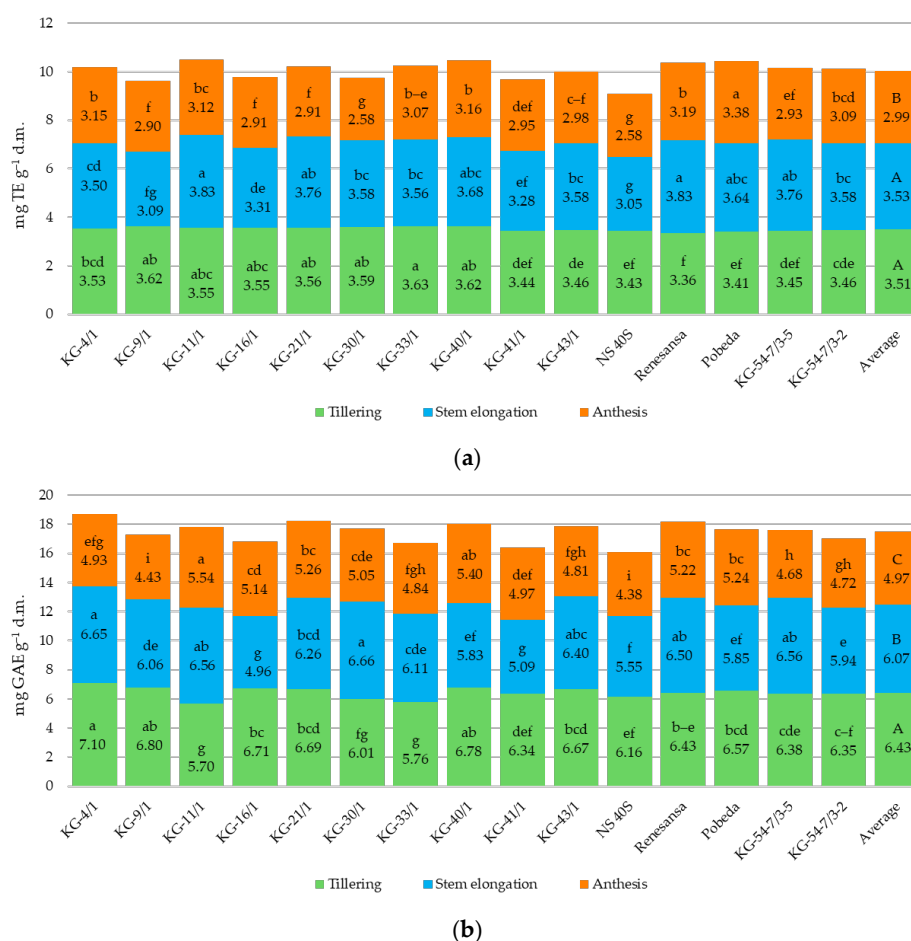 12
10
8
6
4
2
0
mg TE g⁻¹ d.m.
b bc b b–e b b a bcd B
f f f g def c–f g ef
3.15 2.90 3.12 2.91 2.91 2.58 3.07 3.16 2.95 2.98 2.58 3.19 3.38 2.93 3.09 2.99
cd fg a de ab bc bc abc ef bc g a abc ab bc A
3.50 3.09 3.83 3.31 3.76 3.58 3.56 3.68 3.28 3.58 3.05 3.83 3.64 3.76 3.58 3.53
bcd ab abc abc ab ab a ab def de ef f ef def cde A
3.53 3.62 3.55 3.55 3.56 3.59 3.63 3.62 3.44 3.46 3.43 3.36 3.41 3.45 3.46 3.51
KG-4/1 KG-9/1 KG-11/1 KG-16/1 KG-21/1 KG-30/1 KG-33/1 KG-40/1 KG-41/1 KG-43/1 NS 40S Renesansa Pobeda KG-54-7/3-5 KG-54-7/3-2 Average
Tillering Stem elongation Anthesis
(a)
20
18
16
14
12
10
8
6
4
2
0
mg GAE g⁻¹ d.m.
efg i a cd bc cde fgh ab def fgh i bc bc h gh C
4.93 4.43 5.54 5.14 5.26 5.05 4.84 5.40 4.97 4.81 4.38 5.22 5.24 4.68 4.72 4.97
a de ab g bcd a cde ef g abc f ab ef ab e B
6.65 6.06 6.56 4.96 6.26 6.66 6.11 5.83 5.09 6.40 5.55 6.50 5.85 6.56 5.94 6.07
a ab g bc bcd fg g ab def bcd ef b–e bcd cde c–f A
7.10 6.80 5.70 6.71 6.69 6.01 5.76 6.78 6.34 6.67 6.16 6.43 6.57 6.38 6.35 6.43
KG-4/1 KG-9/1 KG-11/1 KG-16/1 KG-21/1 KG-30/1 KG-33/1 KG-40/1 KG-41/1 KG-43/1 NS 40S Renesansa Pobeda KG-54-7/3-5 KG-54-7/3-2 Average
Tillering Stem elongation Anthesis
(b)